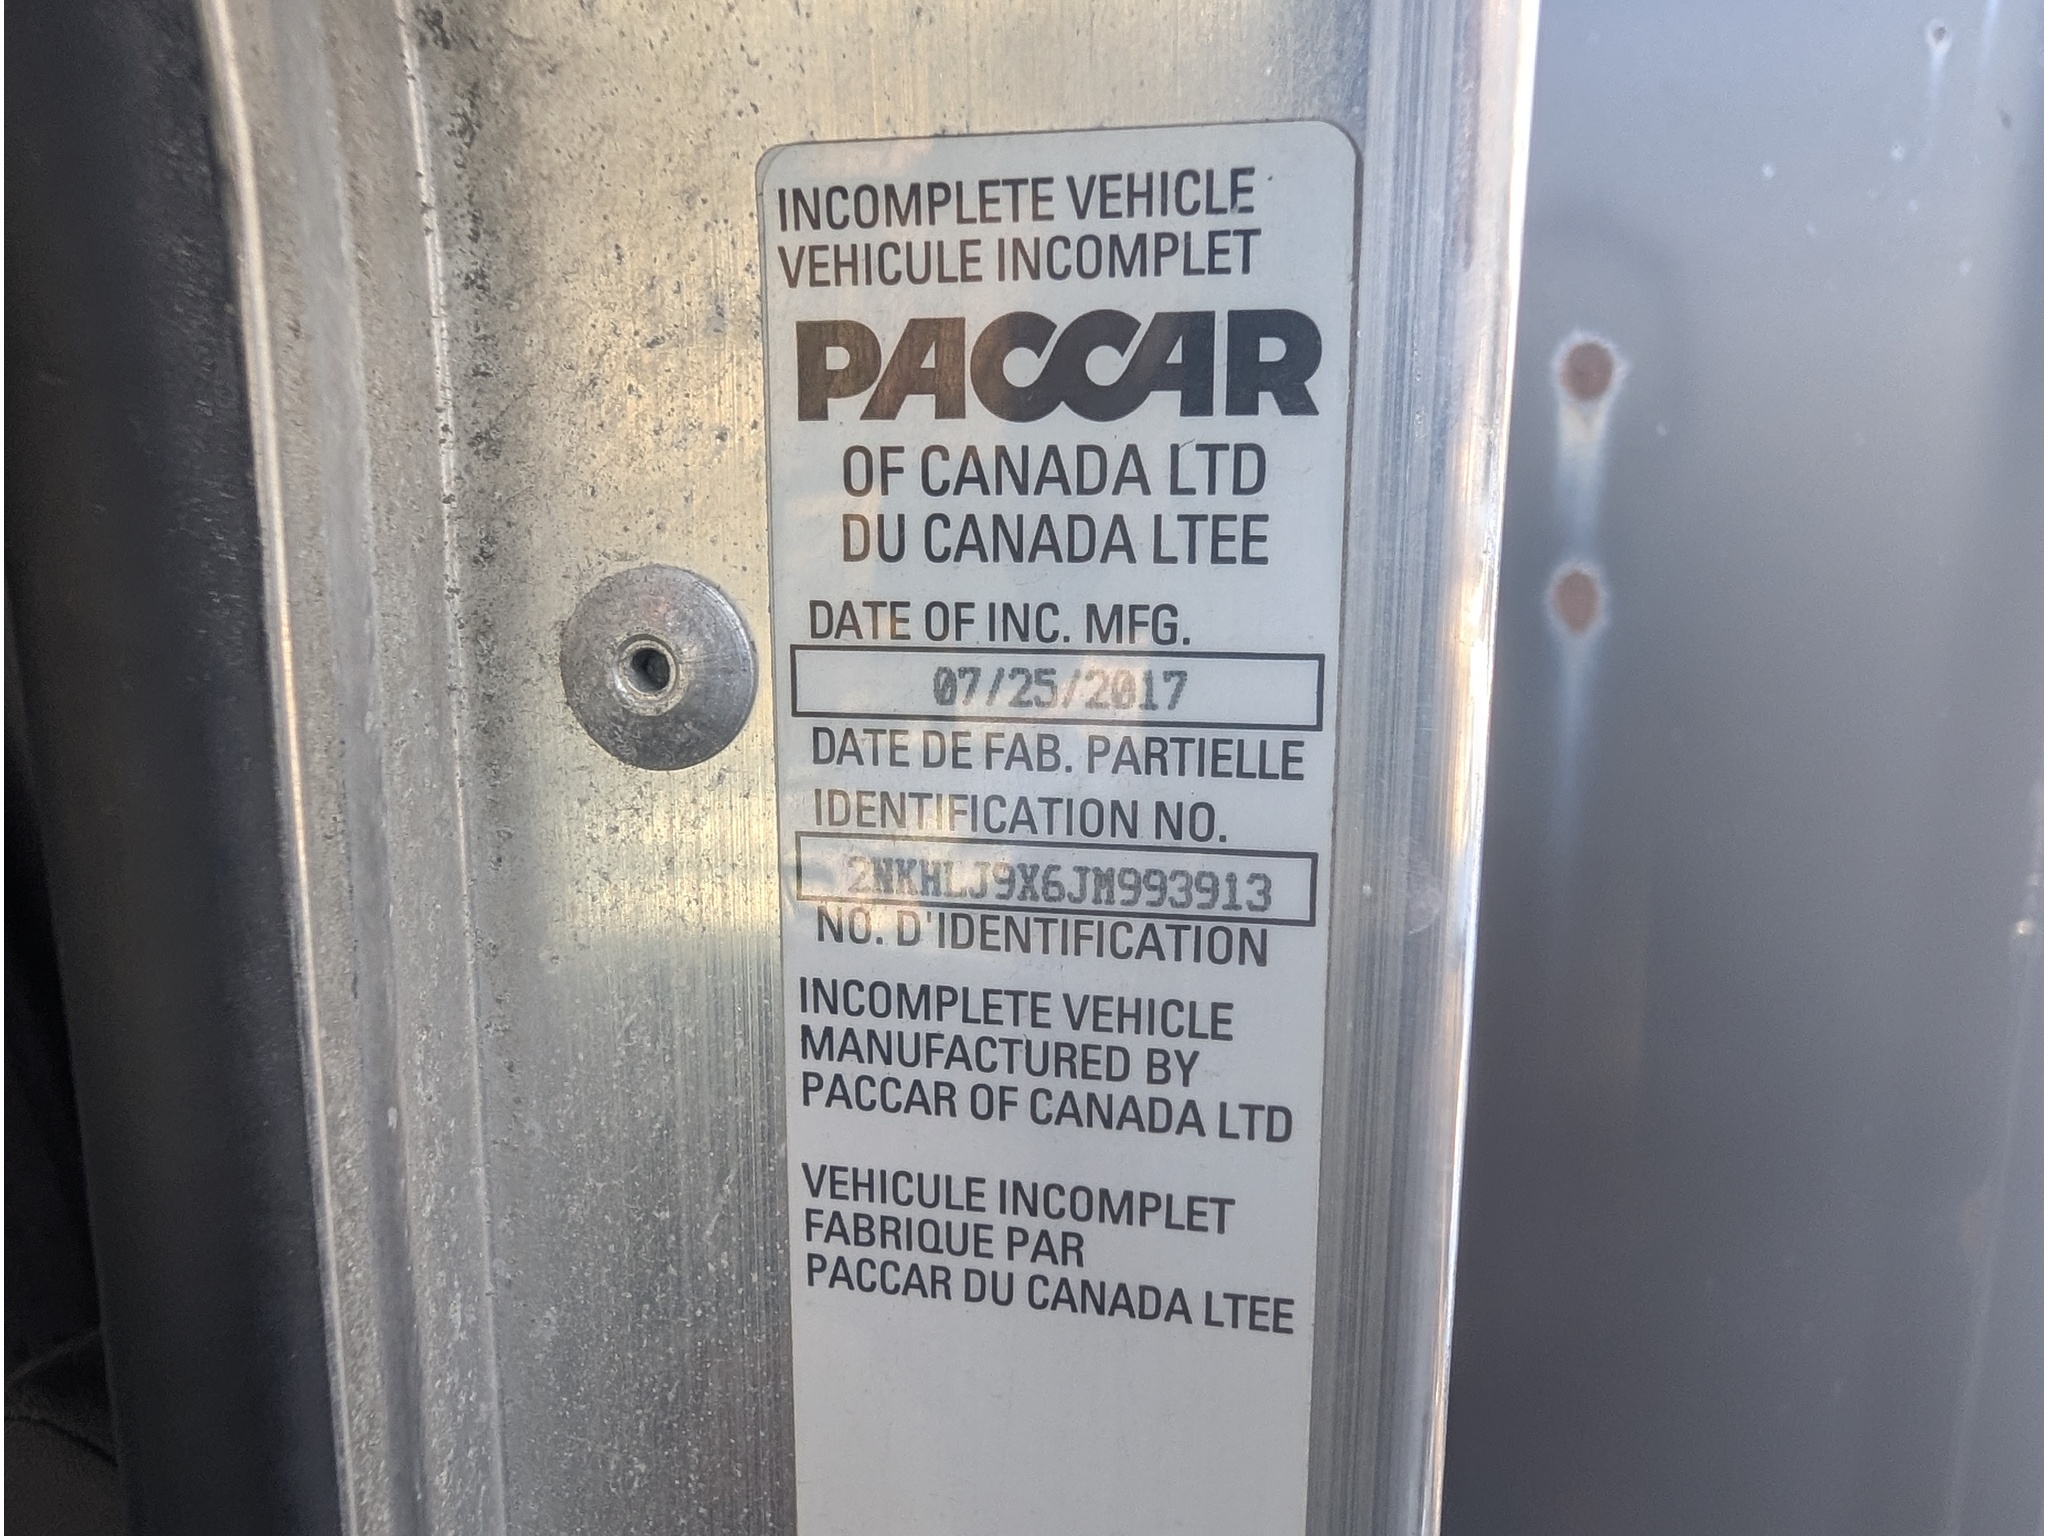 INCOMPLETE VEHICLE
VEHICULE INCOMPLET
PACCAR
OF CANADA LTD
DU CANADA LTEE
DATE OF INC. MFG.
07/25/2017
DATE DE FAB. PARTIELLE
IDENTIFICATION NO.
2NKHLJ9X6JM993913
NO. D'IDENTIFICATION
INCOMPLETE VEHICLE
MANUFACTURED BY
PACCAR OF CANADA LTD
VEHICULE INCOMPLET
FABRIQUE PAR
PACCAR DU CANADA LTEE